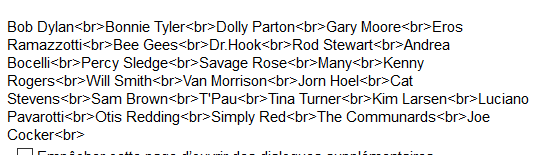 Bob Dylan<br>Bonnie Tyler<br>Dolly Parton<br>Gary Moore<br>Eros
Ramazzotti<br>Bee Gees<br>Dr.Hook<br>Rod Stewart<br>Andrea
Bocelli<br>Percy Sledge<br>Savage Rose<br>Many<br>Kenny
Rogers<br>Will Smith<br>Van Morrison<br>Jorn Hoel<br>Cat
Stevens<br>Sam Brown<br>T'Pau<br>Tina Turner<br>Kim Larsen<br>Luciano
Pavarotti<br>Otis Redding<br>Simply Red<br>The Communards<br>Joe
Cocker<br>
Empêcher cette page d'ouvrir des dialogues supplémentaires